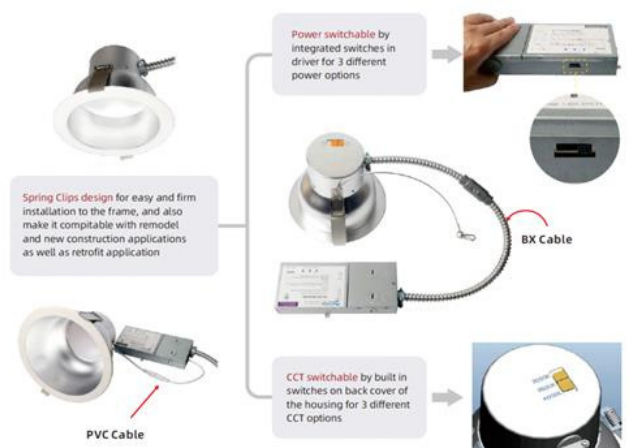 Power switchable by
integrated switches in
driver for 3 different
power options
Spring Clips design for easy and firm
installation to the frame, and also
make it compitable with remodel
and new construction applications
as well as retrofit application
BX Cable
CCT switchable by built in
switches on back cover of
the housing for 3 different
CCT options
PVC Cable